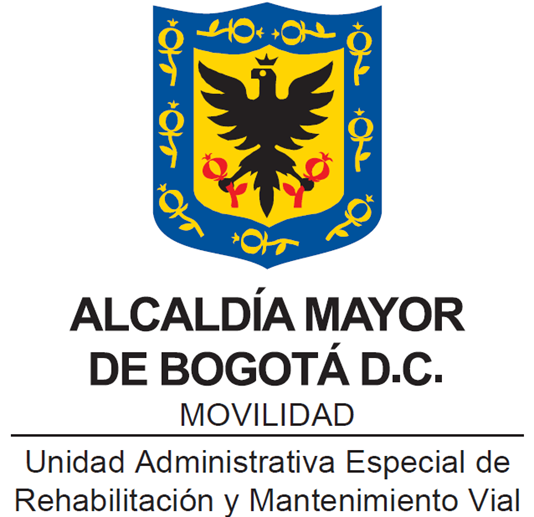 ALCALDÍA MAYOR
DE BOGOTÁ D.C.
MOVILIDAD
Unidad Administrativa Especial de
Rehabilitación y Mantenimiento Vial